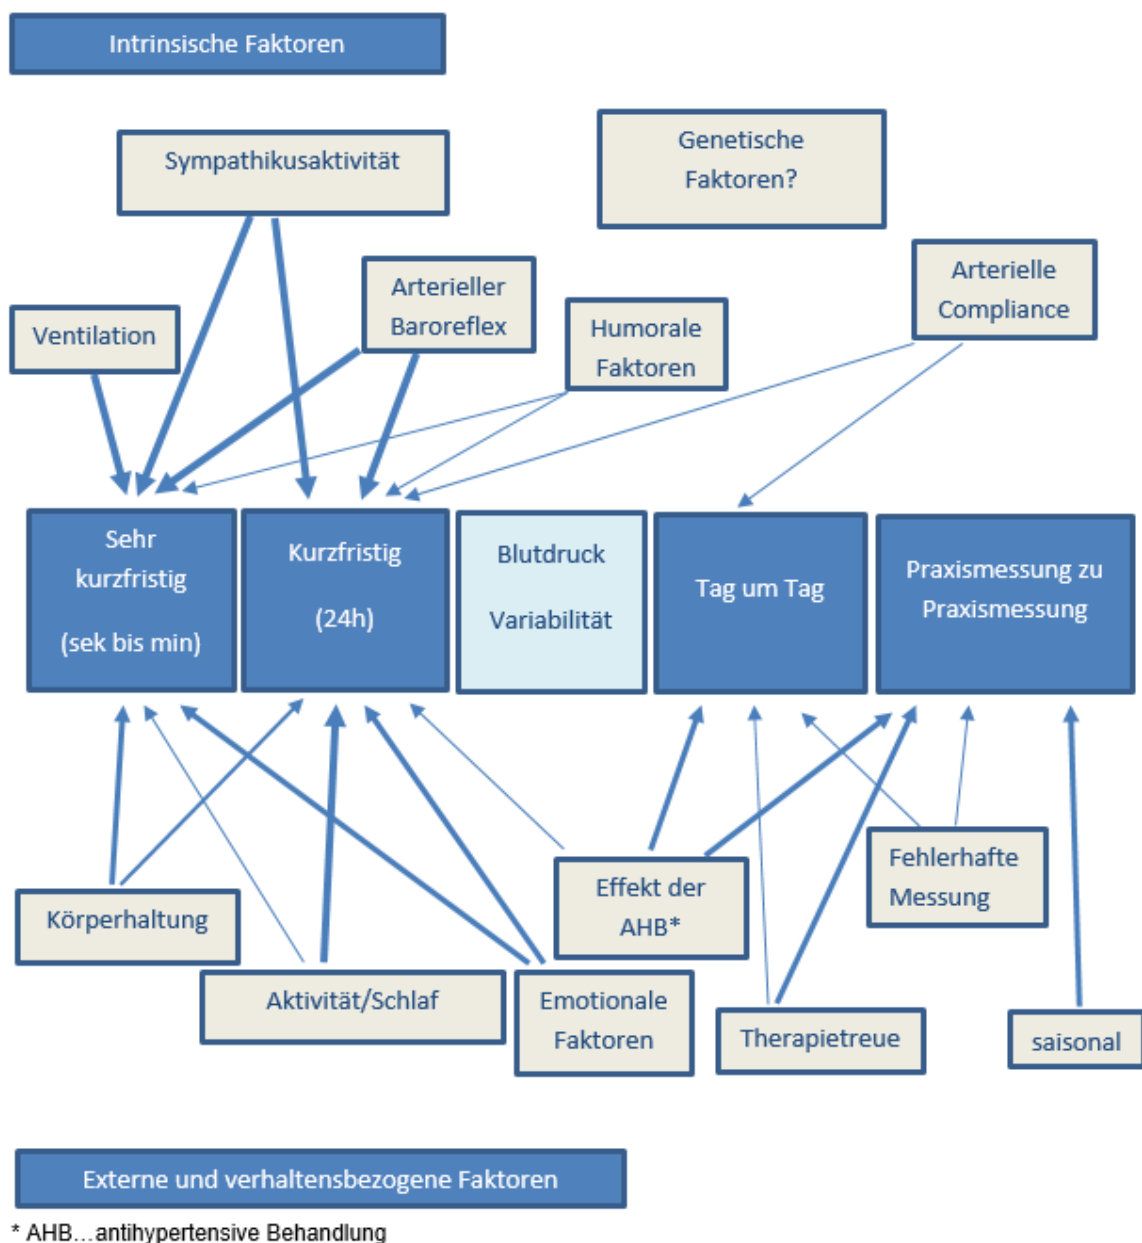 Intrinsische Faktoren
Sympathikusaktivität
Genetische
Faktoren?
Ventilation
Arterieller
Baroreflex
Humorale
Faktoren
Arterielle
Compliance
Sehr
kurzfristig
(sek bis min)
Kurzfristig
(24h)
Blutdruck
Variabilität
Tag um Tag
Praxismessung zu
Praxismessung
Körperhaltung
Aktivität/Schlaf
Emotionale
Faktoren
Effekt der
AHB*
Therapietreue
Fehlerhafte
Messung
saisonal
Externe und verhaltensbezogene Faktoren
* AHB...antihypertensive Behandlung